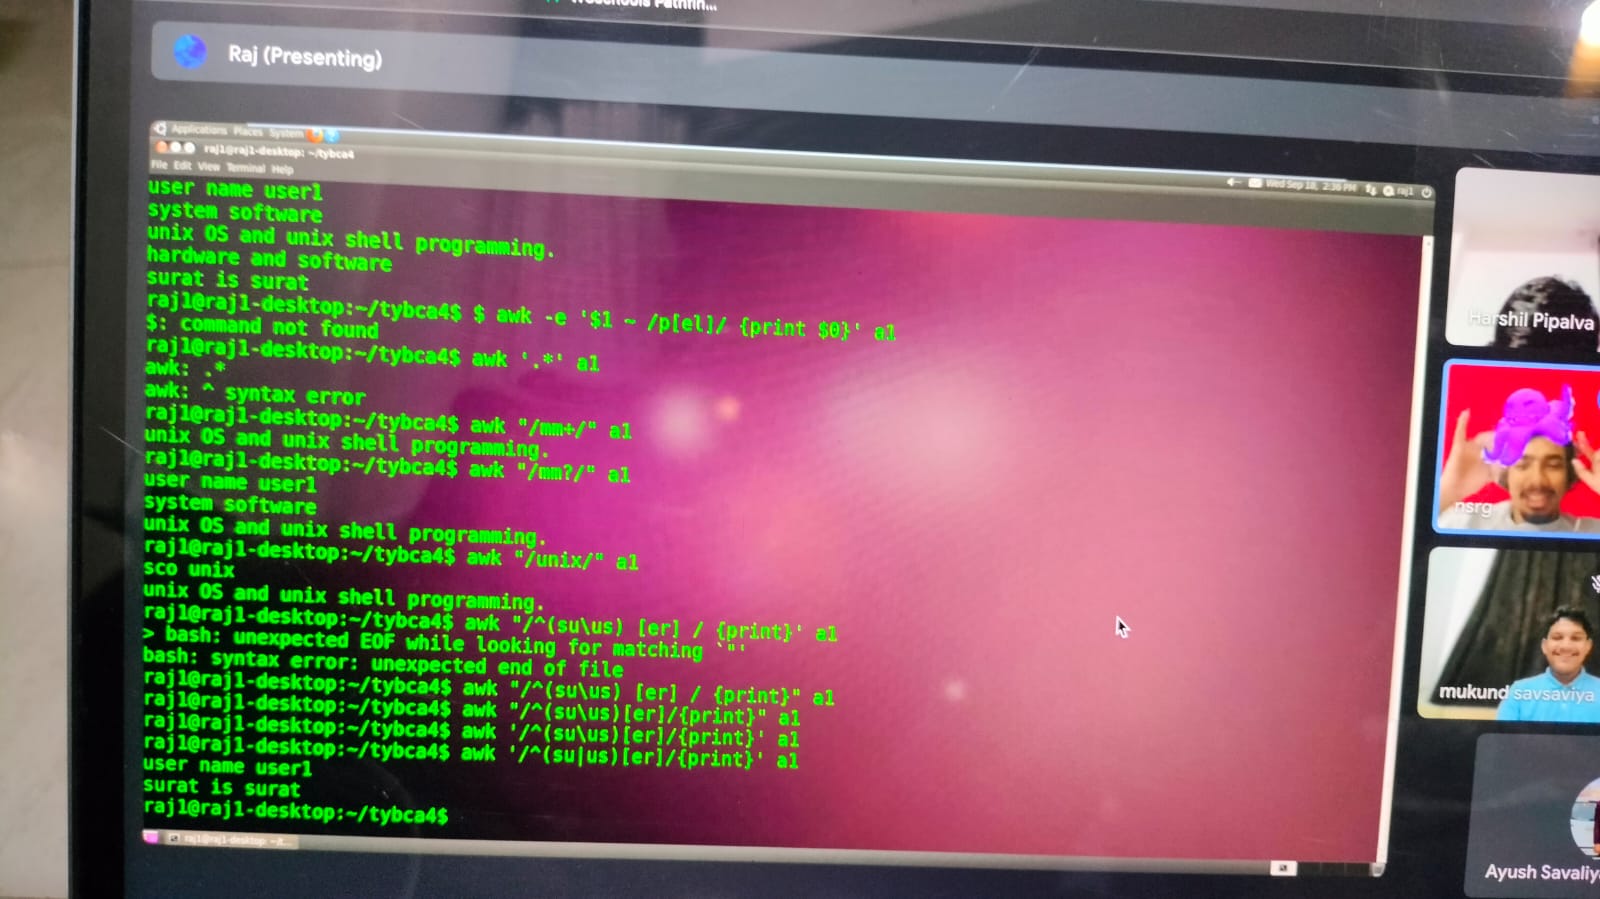 Raj (Presenting)
Applications Places System
Wed Sep 18, 2:36 PM
raj1
raj1@raj1-desktop: ~/tybca4
File Edit View Terminal Help
user name user1
system software
unix OS and unix shell programming.
hardware and software
surat is surat
raj1@raj1-desktop:~/tybca4$ $ awk -e '$1 ~ /p[el]/ {print $0}' a1
$: command not found
raj1@raj1-desktop:~/tybca4$ awk '.*' a1
awk: .*
awk: ^ syntax error
raj1@raj1-desktop:~/tybca4$ awk "/mm+/" a1
unix OS and unix shell programming.
raj1@raj1-desktop:~/tybca4$ awk "/mm?/" a1
user name user1
system software
unix OS and unix shell programming.
raj1@raj1-desktop:~/tybca4$ awk "/unix/" a1
sco unix
unix OS and unix shell programming.
raj1@raj1-desktop:~/tybca4$ awk "/^(su\us) [er] / {print}' a1
> bash: unexpected EOF while looking for matching `"'
bash: syntax error: unexpected end of file
raj1@raj1-desktop:~/tybca4$ awk "/^(su\us) [er] / {print}" a1
raj1@raj1-desktop:~/tybca4$ awk "/^(su\us)[er]/{print}" a1
raj1@raj1-desktop:~/tybca4$ awk '/^(su\us)[er]/{print}' a1
raj1@raj1-desktop:~/tybca4$ awk '/^(su|us)[er]/{print}' a1
user name user1
surat is surat
raj1@raj1-desktop:~/tybca4$
raj1@raj1-desktop: ~/t...
Harshil Pipalva
nsrg
mukund savsaviya
Ayush Savaliy